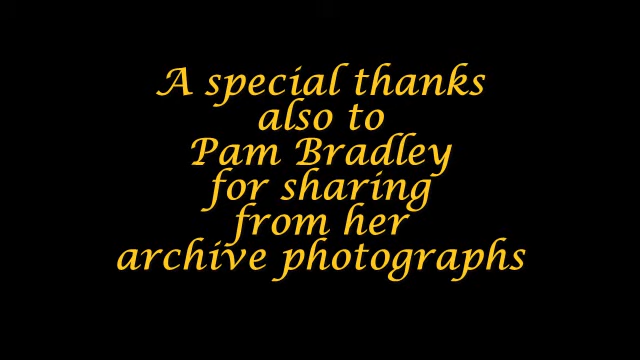 A special thanks
also to
Pam Bradley
for sharing
from her
archive photographs